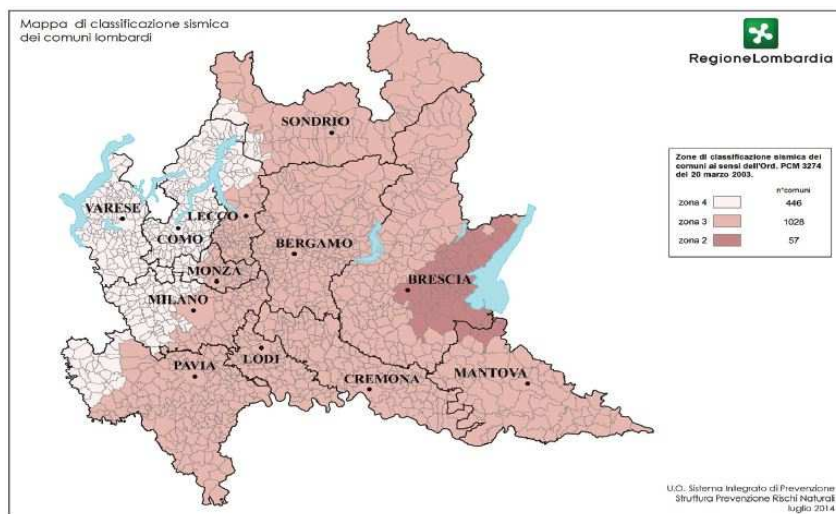 Mappa di classificazione sismica
dei comuni lombardi
RegioneLombardia
SONDRIO
VARESE
LECCO
COMO
BERGAMO
MONZA
BRESCIA
MILANO
LODI
PAVIA
CREMONA
MANTOVA
Zone di classificazione sismica dei
comuni ai sensi dell'Ord. PCM 3274
del 20 marzo 2003.
n°comuni
zona 4 446
zona 3 1028
zona 2 57
U.O. Sistema Integrato di Prevenzione
Struttura Prevenzione Rischi Naturali
luglio 2014